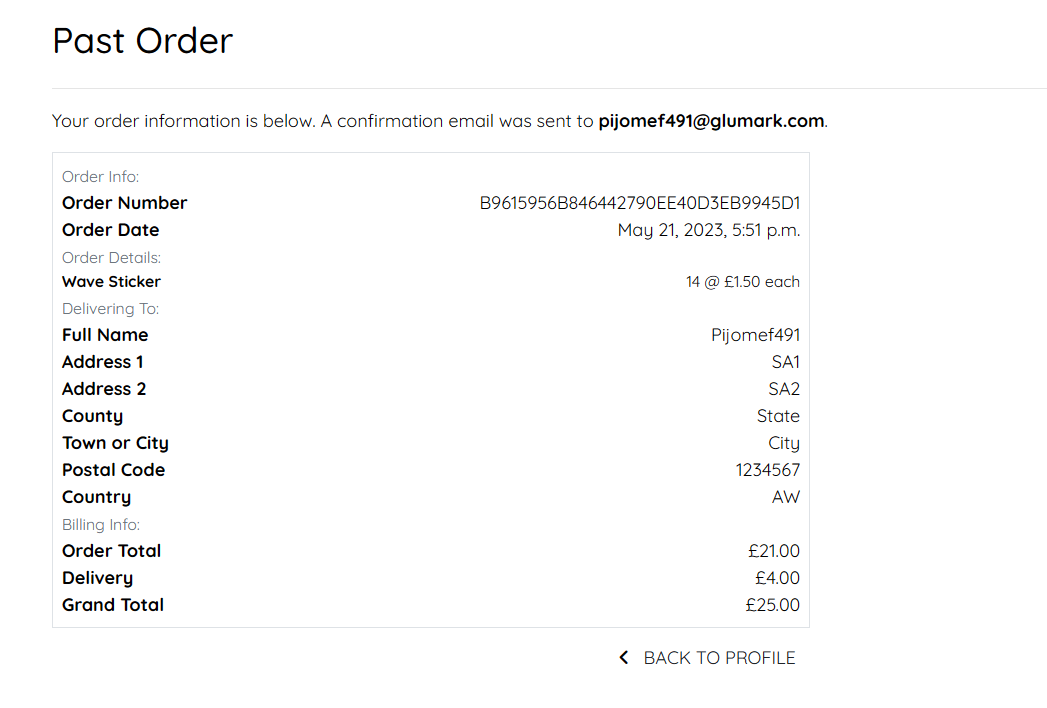 Past Order
Your order information is below. A confirmation email was sent to pijomef491@glumark.com.
Order Info:
Order Number B9615956B846442790EE40D3EB9945D1
Order Date May 21, 2023, 5:51 p.m.
Order Details:
Wave Sticker 14 @ £1.50 each
Delivering To:
Full Name Pijomef491
Address 1 SA1
Address 2 SA2
County State
Town or City City
Postal Code 1234567
Country AW
Billing Info:
Order Total £21.00
Delivery £4.00
Grand Total £25.00
BACK TO PROFILE